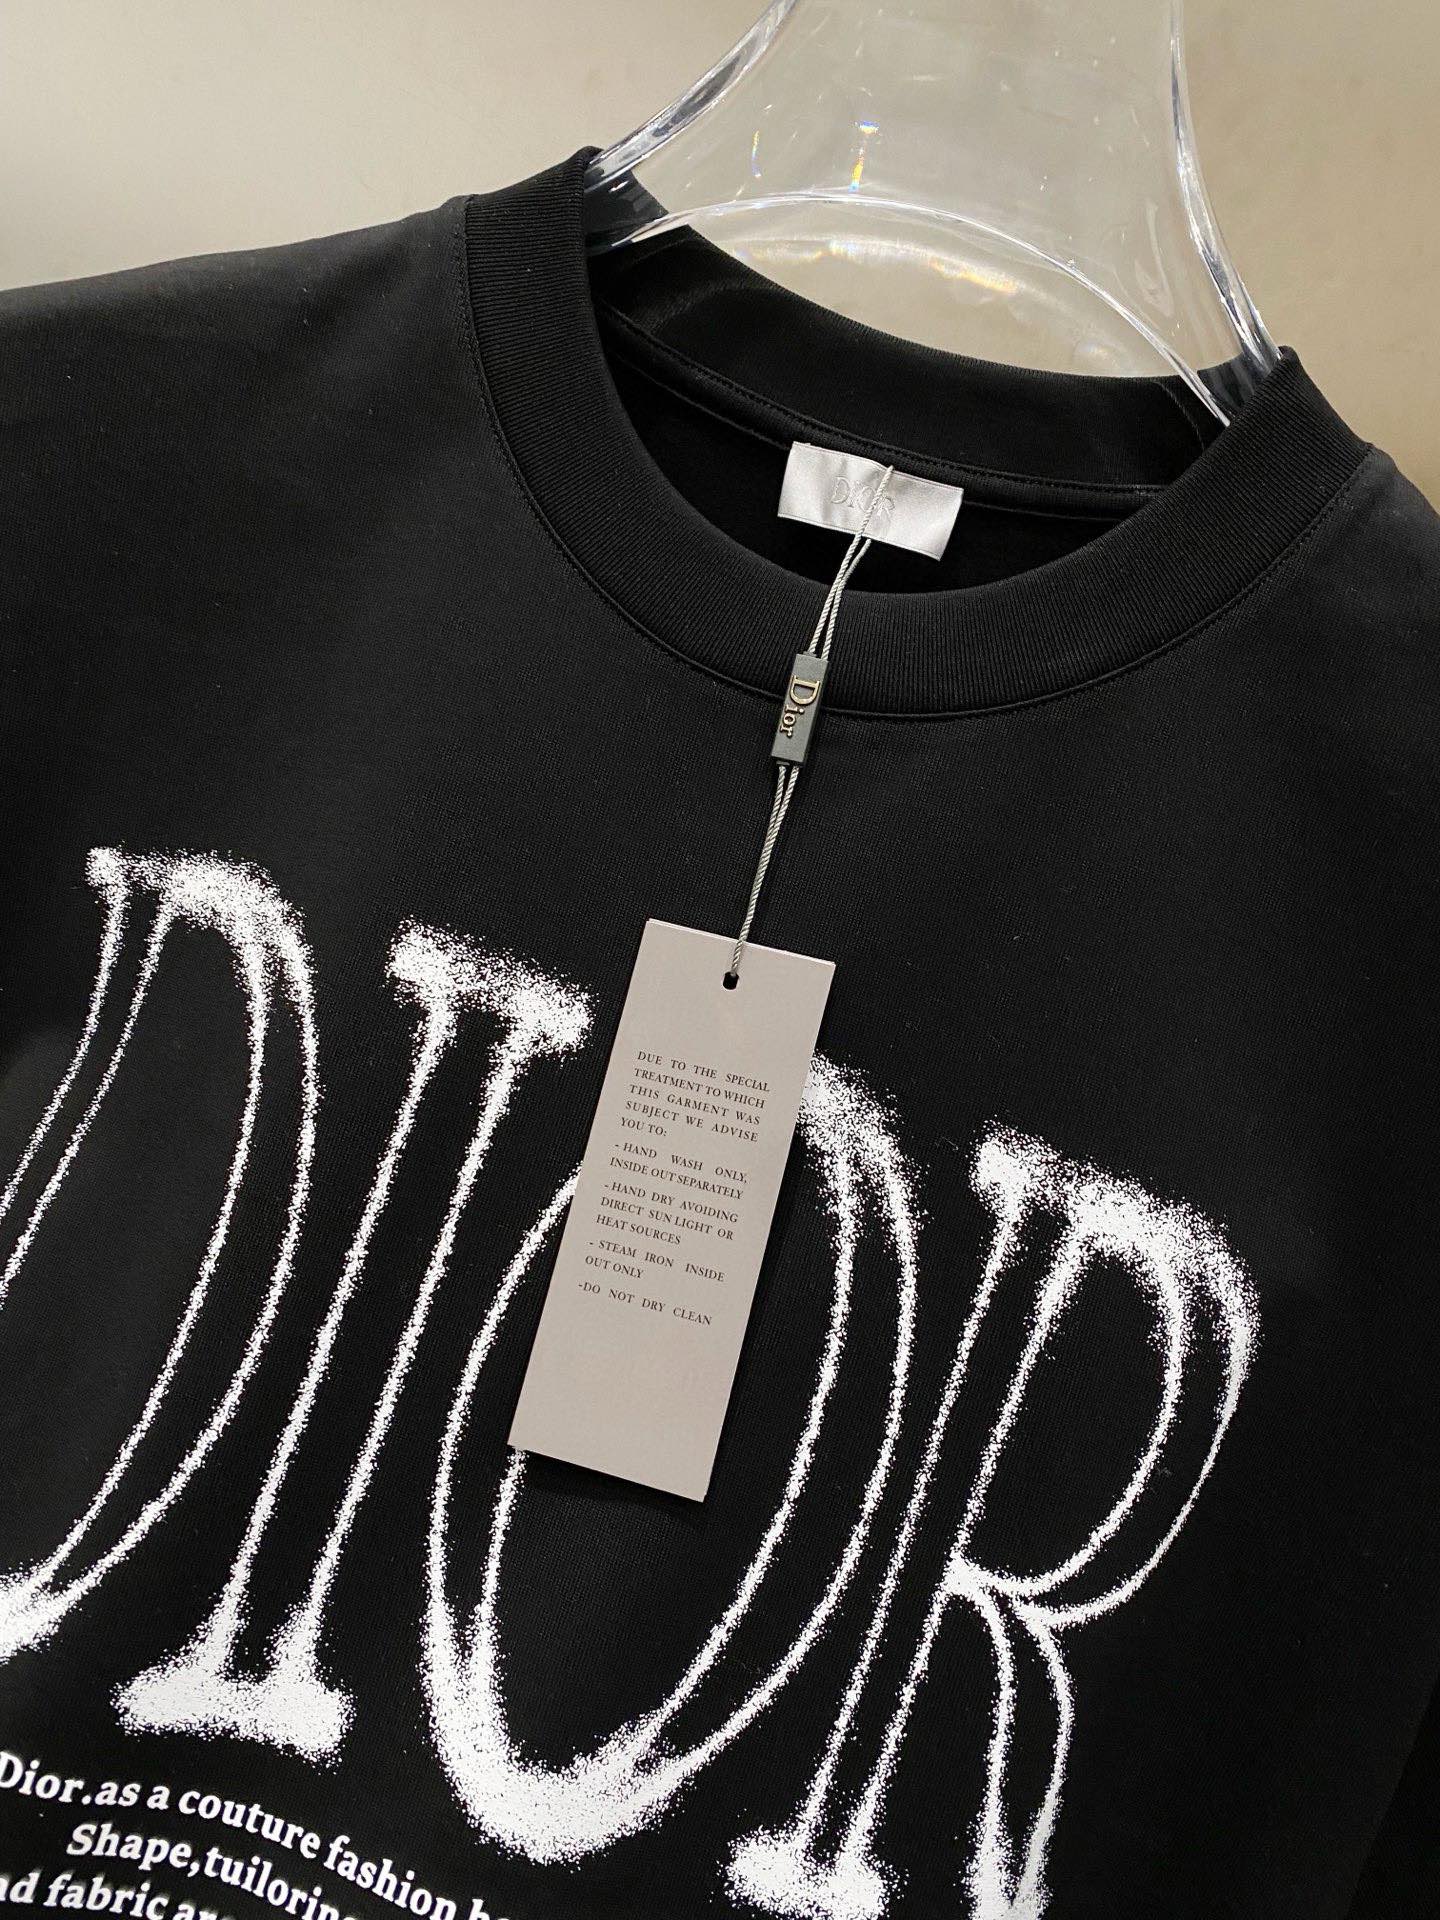 DIOR
Dior
DUE TO THE SPECIAL
TREATMENT TO WHICH
THIS GARMENT WAS
SUBJECT WE ADVISE
YOU TO:
- HAND WASH ONLY,
INSIDE OUT SEPARATELY
- HAND DRY AVOIDING
DIRECT SUN LIGHT OR
HEAT SOURCES
- STEAM IRON INSIDE
OUT ONLY
-DO NOT DRY CLEAN
DIOR
Dior.as a couture fashion
Shape,tuiloring
fabric